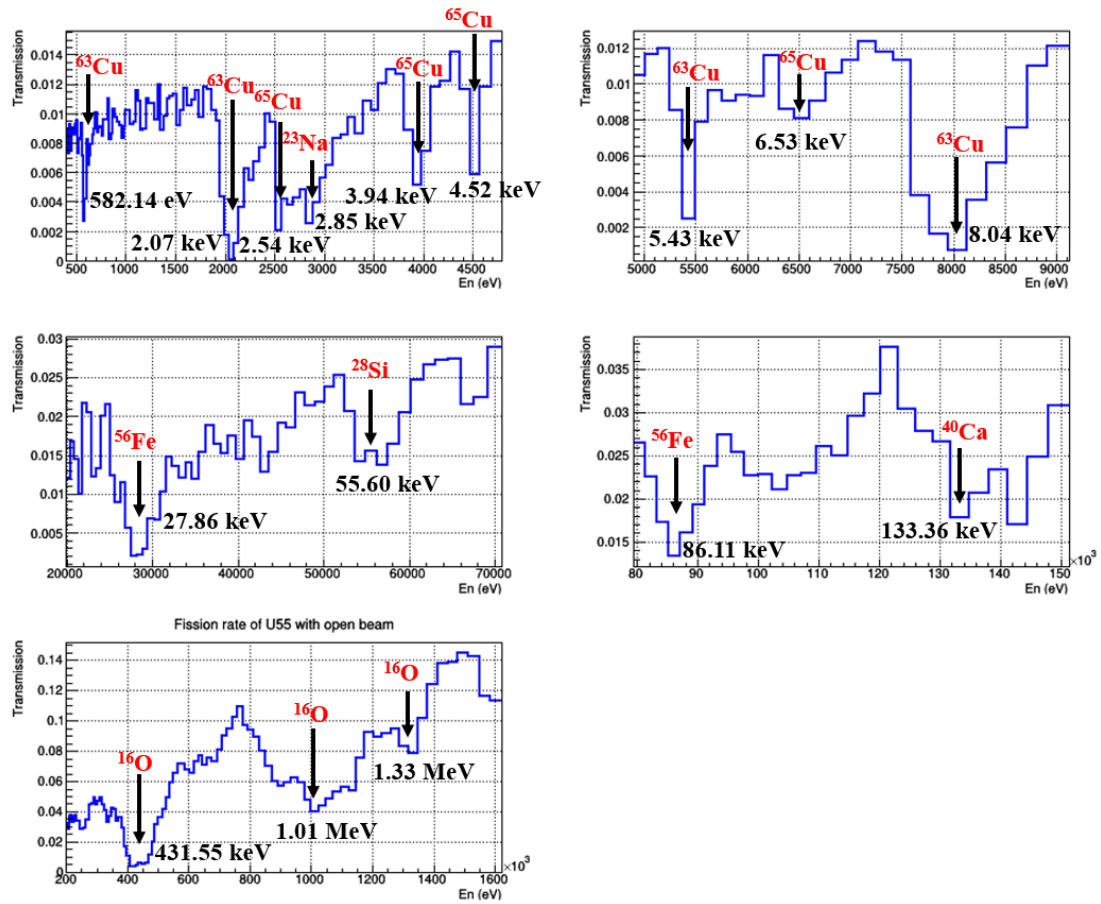 Transmission
0.014
0.012
0.01
0.008
0.006
0.004
0.002
0
⁶³Cu
⁶³Cu
⁶⁵Cu
²³Na
⁶⁵Cu
⁶⁵Cu
582.14 eV
2.07 keV
2.54 keV
2.85 keV
3.94 keV
4.52 keV
500 1000 1500 2000 2500 3000 3500 4000 4500
En (eV)
Transmission
0.012
0.01
0.008
0.006
0.004
0.002
⁶³Cu
⁶⁵Cu
⁶³Cu
5.43 keV
6.53 keV
8.04 keV
5000 5500 6000 6500 7000 7500 8000 8500 9000
En (eV)
Transmission
0.03
0.025
0.02
0.015
0.01
0.005
⁵⁶Fe
²⁸Si
27.86 keV
55.60 keV
20000 30000 40000 50000 60000 70000
En (eV)
Transmission
0.035
0.03
0.025
0.02
0.015
⁵⁶Fe
⁴⁰Ca
86.11 keV
133.36 keV
80 90 100 110 120 130 140 150
×10³
En (eV)
Fission rate of U55 with open beam
Transmission
0.14
0.12
0.1
0.08
0.06
0.04
0.02
0
¹⁶O
¹⁶O
¹⁶O
431.55 keV
1.01 MeV
1.33 MeV
200 400 600 800 1000 1200 1400 1600
×10³
En (eV)